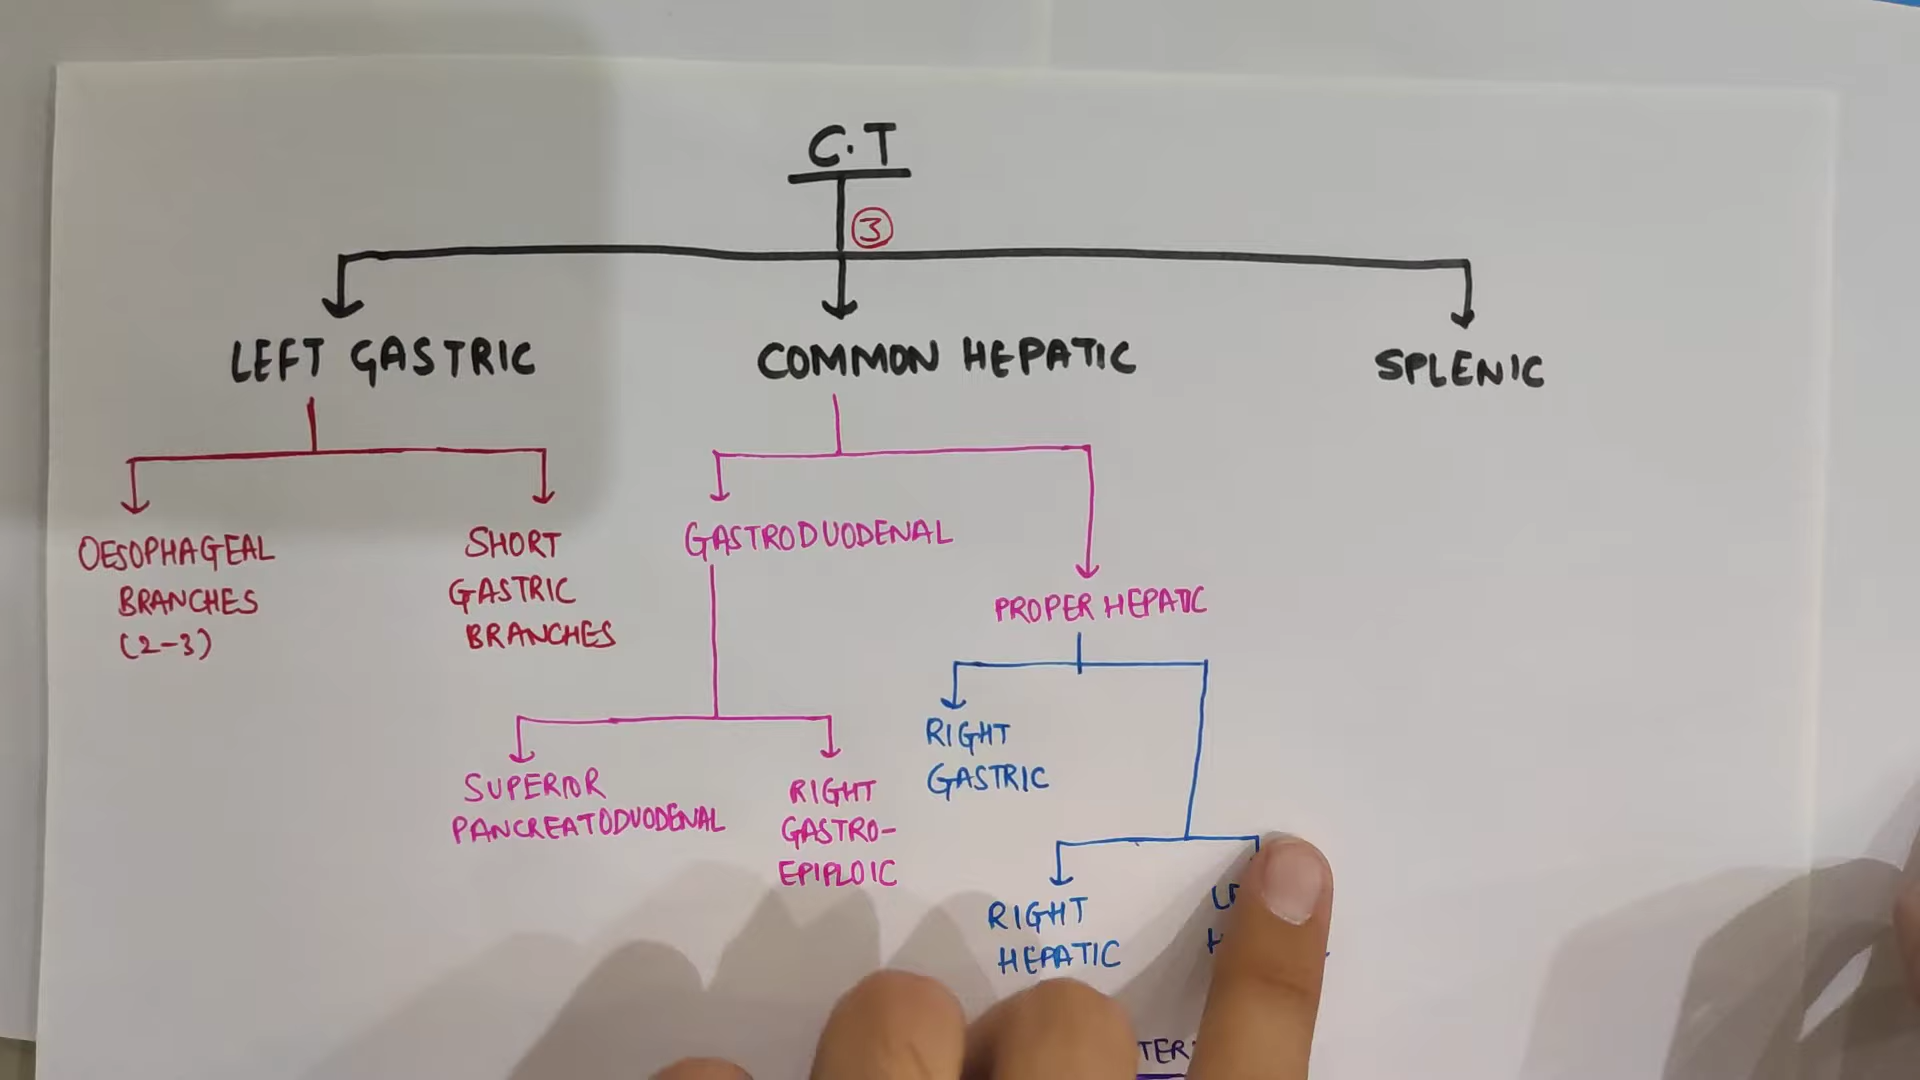 C.T
3
LEFT GASTRIC
COMMON HEPATIC
SPLENIC
OESOPHAGEAL
BRANCHES
(2-3)
SHORT
GASTRIC
BRANCHES
GASTRODUODENAL
PROPER HEPATIC
SUPERIOR
PANCREATODUODENAL
RIGHT
GASTRO-
EPIPLOIC
RIGHT
GASTRIC
RIGHT
HEPATIC